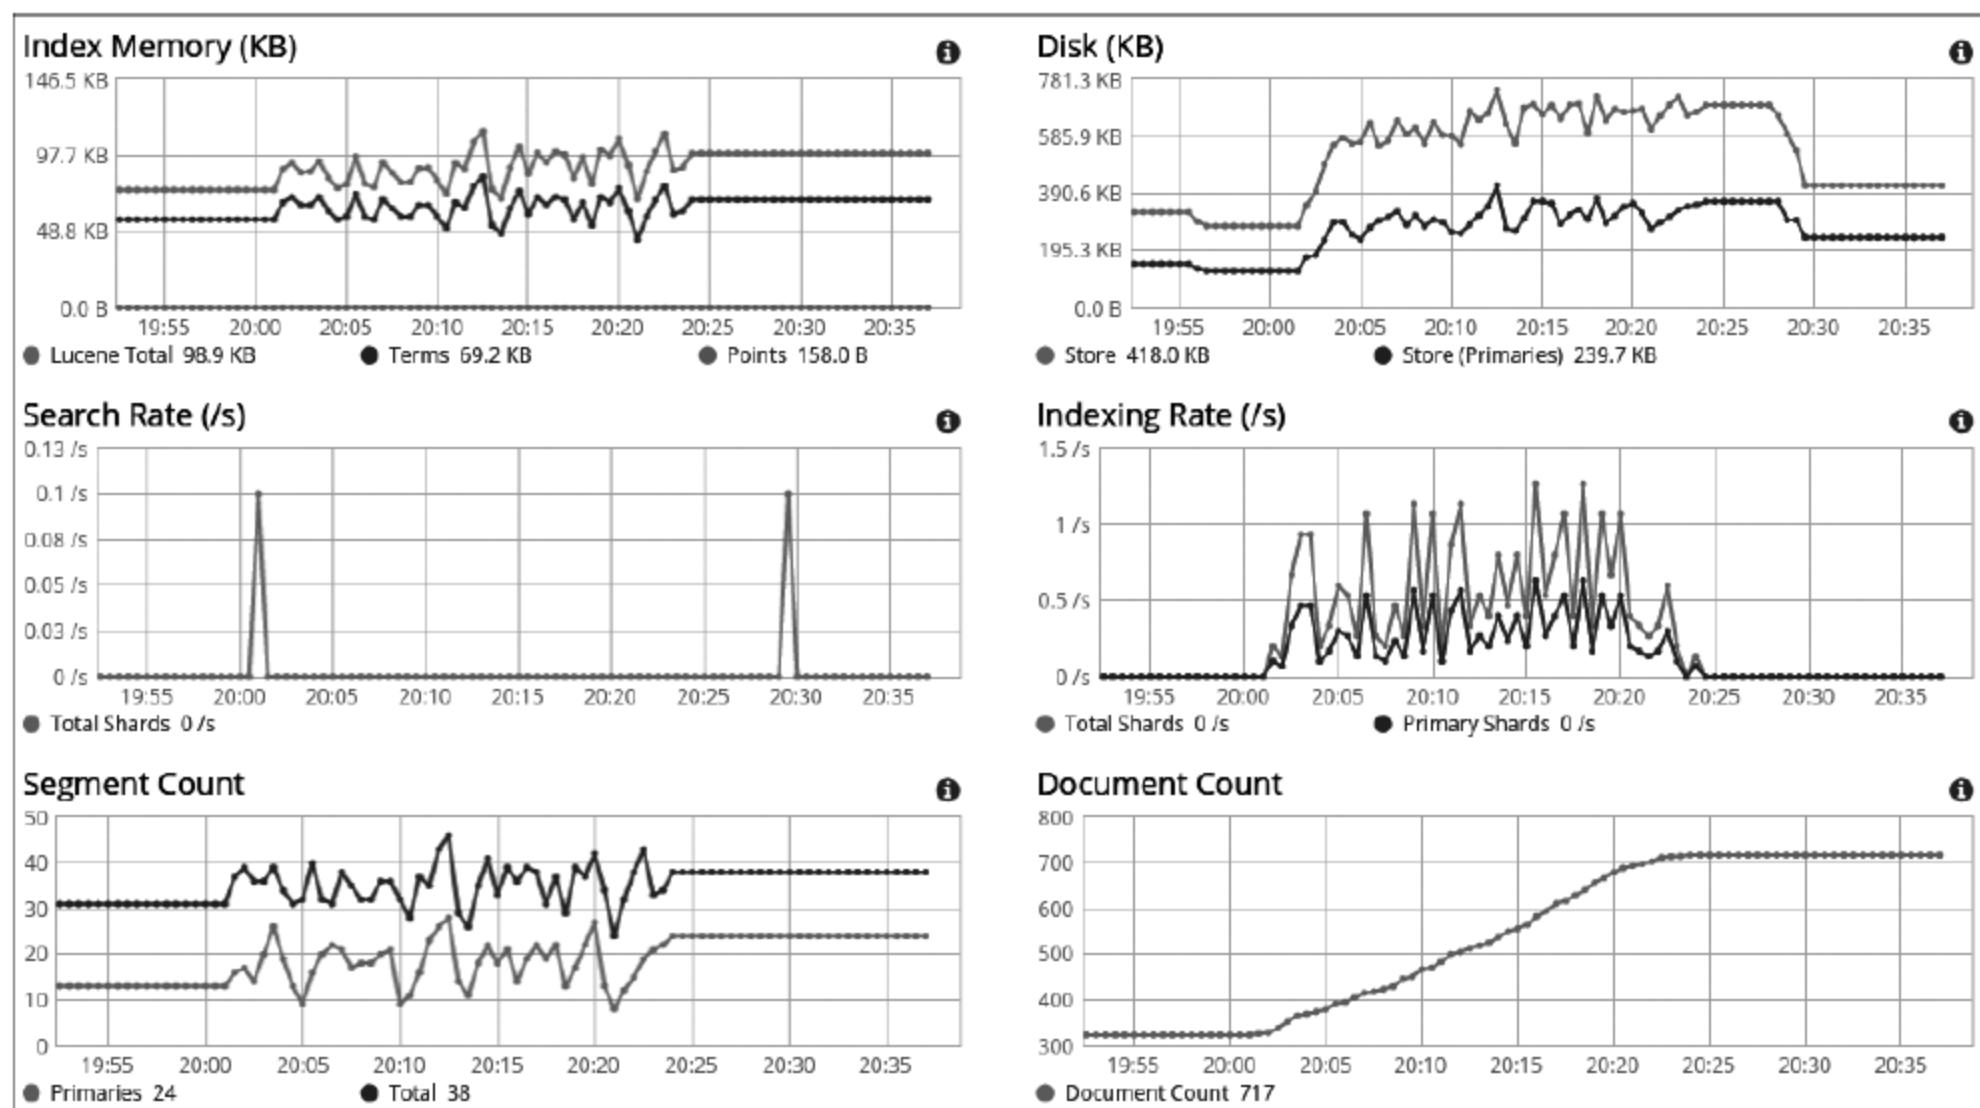 Index Memory (KB)
146.5 KB
97.7 KB
48.8 KB
0.0 B
19:55 20:00 20:05 20:10 20:15 20:20 20:25 20:30 20:35
Lucene Total 98.9 KB Terms 69.2 KB Points 158.0 B
Disk (KB)
781.3 KB
585.9 KB
390.6 KB
195.3 KB
0.0 B
19:55 20:00 20:05 20:10 20:15 20:20 20:25 20:30 20:35
Store 418.0 KB Store (Primaries) 239.7 KB
Search Rate (/s)
0.13 /s
0.1 /s
0.08 /s
0.05 /s
0.03 /s
0 /s
19:55 20:00 20:05 20:10 20:15 20:20 20:25 20:30 20:35
Total Shards 0 /s
Indexing Rate (/s)
1.5 /s
1 /s
0.5 /s
0 /s
19:55 20:00 20:05 20:10 20:15 20:20 20:25 20:30 20:35
Total Shards 0 /s Primary Shards 0 /s
Segment Count
50
40
30
20
10
0
19:55 20:00 20:05 20:10 20:15 20:20 20:25 20:30 20:35
Primaries 24 Total 38
Document Count
800
700
600
500
400
300
19:55 20:00 20:05 20:10 20:15 20:20 20:25 20:30 20:35
Document Count 717